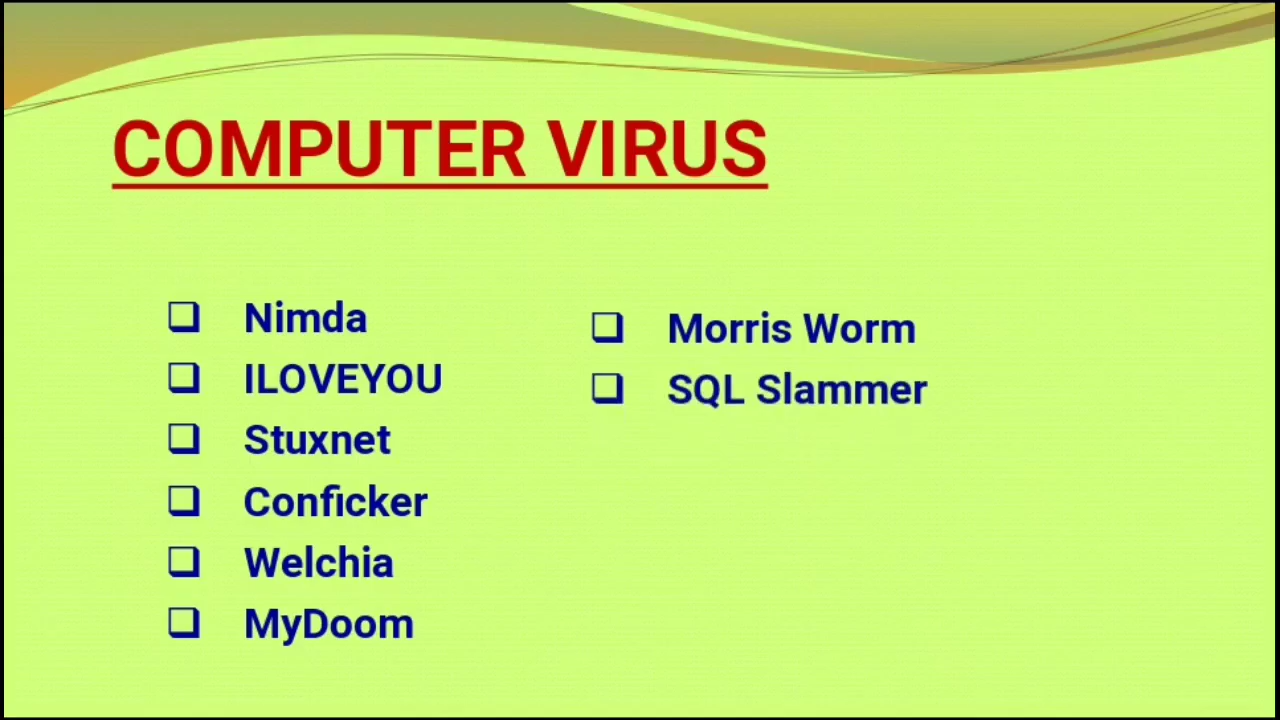 COMPUTER VIRUS
❑ Nimda
❑ ILOVEYOU
❑ Stuxnet
❑ Conficker
❑ Welchia
❑ MyDoom
❑ Morris Worm
❑ SQL Slammer